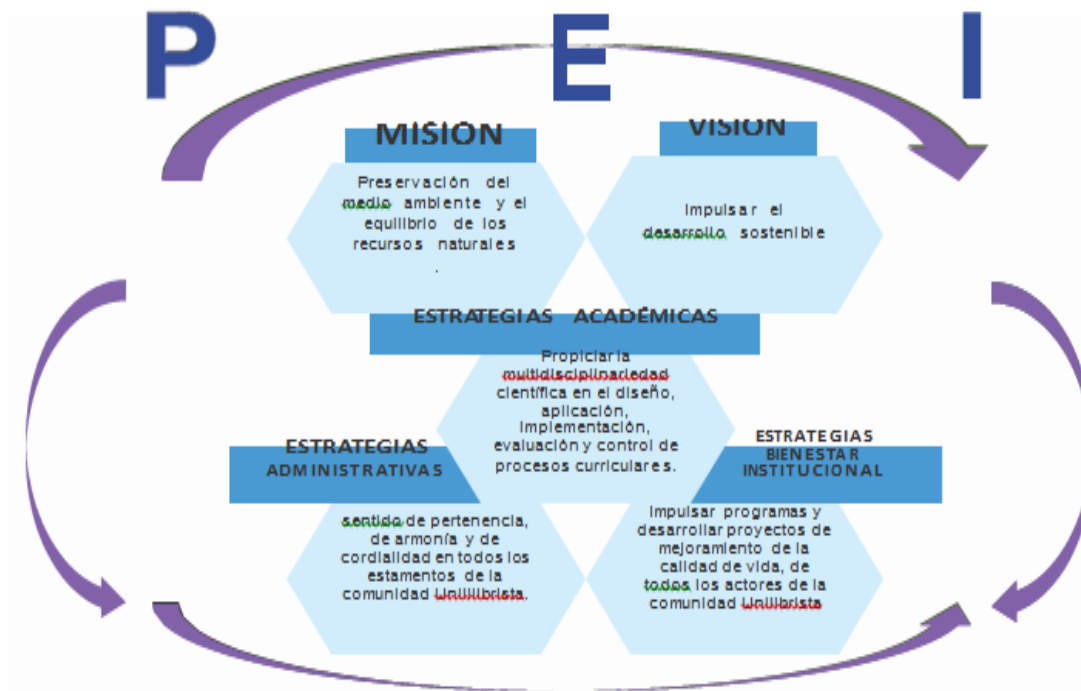 P E I
MISIÓN
Preservación del
medio ambiente y el
equilibrio de los
recursos naturales
.
VISIÓN
Impulsar el
desarrollo sostenible
ESTRATEGIAS ACADÉMICAS
Propiciar la
multidisciplinariedad
científica en el diseño,
aplicación,
Implementación,
evaluación y control de
procesos curriculares.
ESTRATEGIAS
ADMINISTRATIVAS
sentido de pertenencia,
de armonía y de
cordialidad en todos los
estamentos de la
comunidad Unilibrista.
ESTRATEGIAS
BIENESTAR
INSTITUCIONAL
Impulsar programas y
desarrollar proyectos de
mejoramiento de la
calidad de vida, de
todos los actores de la
comunidad Unilibrista